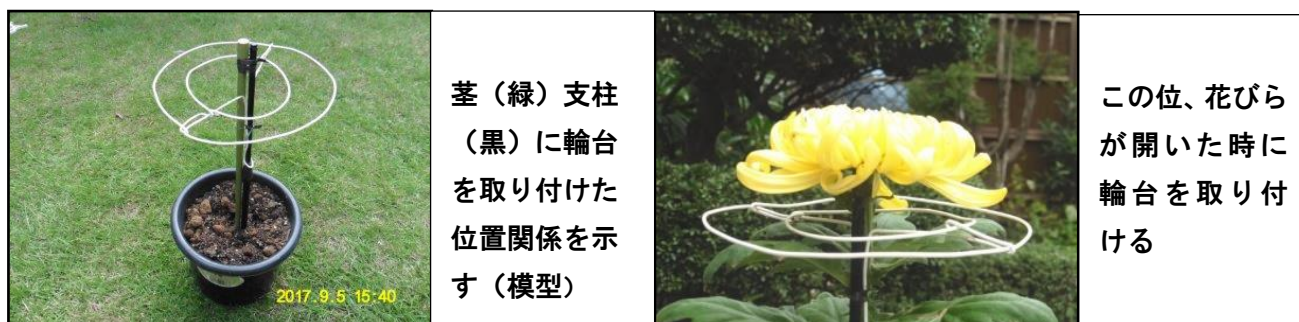 茎（緑）支柱
（黒）に輪台
を取り付けた
位置関係を示
す（模型）
2017.9.5 15:40
この位、花びら
が開いた時に
輪台を取り付
ける